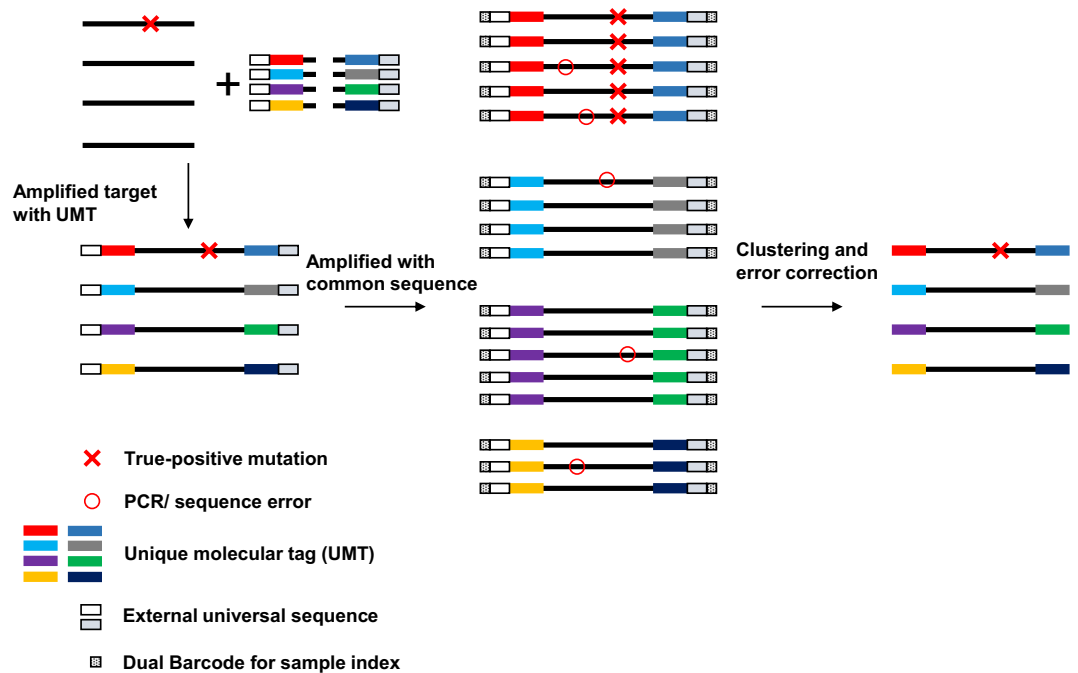 Amplified target
with UMT
Amplified with
common sequence
Clustering and
error correction
True-positive mutation
PCR/ sequence error
Unique molecular tag (UMT)
External universal sequence
Dual Barcode for sample index